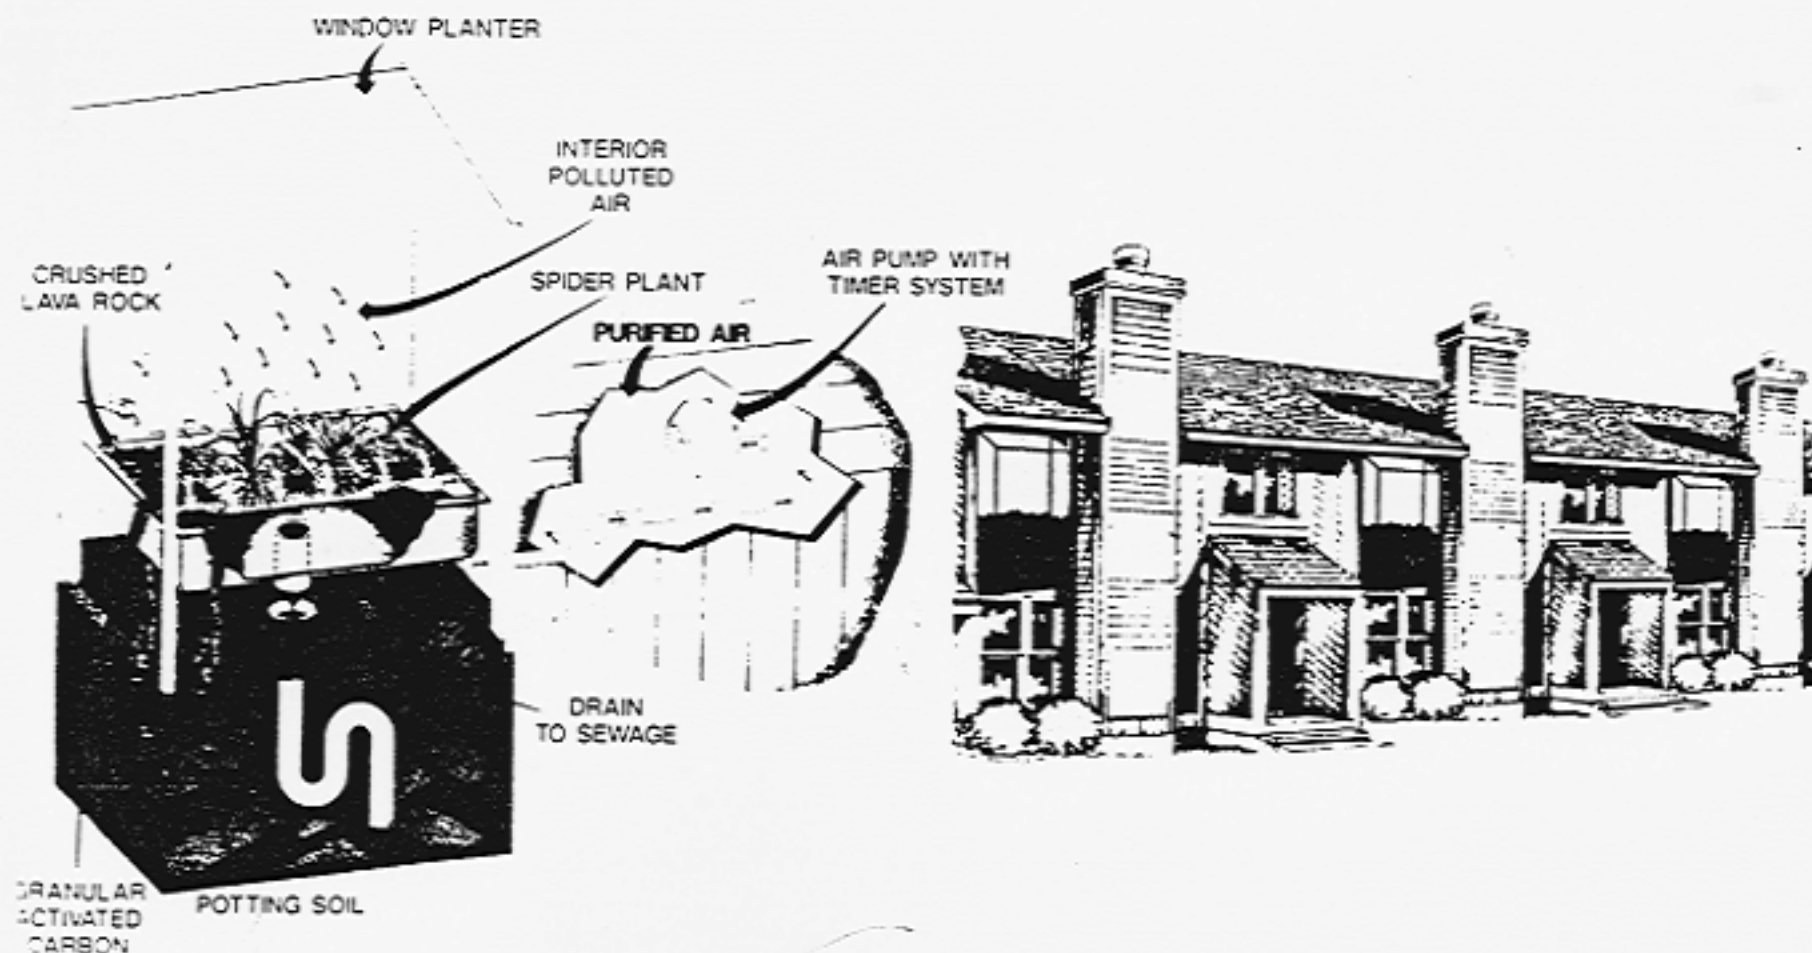 WINDOW PLANTER
INTERIOR
POLLUTED
AIR
CRUSHED
LAVA ROCK
SPIDER PLANT
AIR PUMP WITH
TIMER SYSTEM
PURIFIED AIR
DRAIN
TO SEWAGE
GRANULAR
ACTIVATED
CARBON
POTTING SOIL